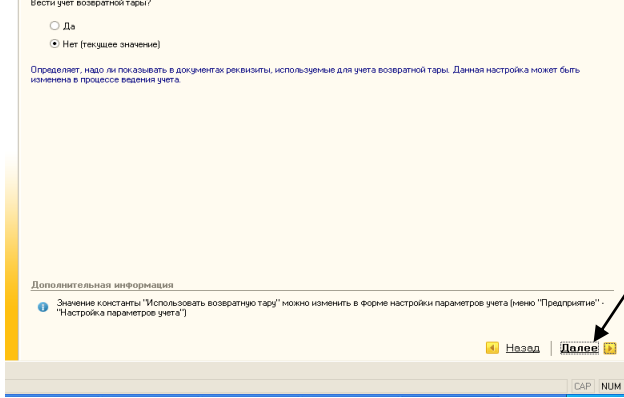 Вести учет возвратной тары?
Да
Нет (текущее значение)
Определяет, надо ли показывать в документах реквизиты, используемые для учета возвратной тары. Данная настройка может быть
изменена в процессе ведения учета.
Дополнительная информация
Значение константы "Использовать возвратную тару" можно изменить в форме настройки параметров учета (меню "Предприятие" -
"Настройка параметров учета")
Назад Далее
CAP NUM